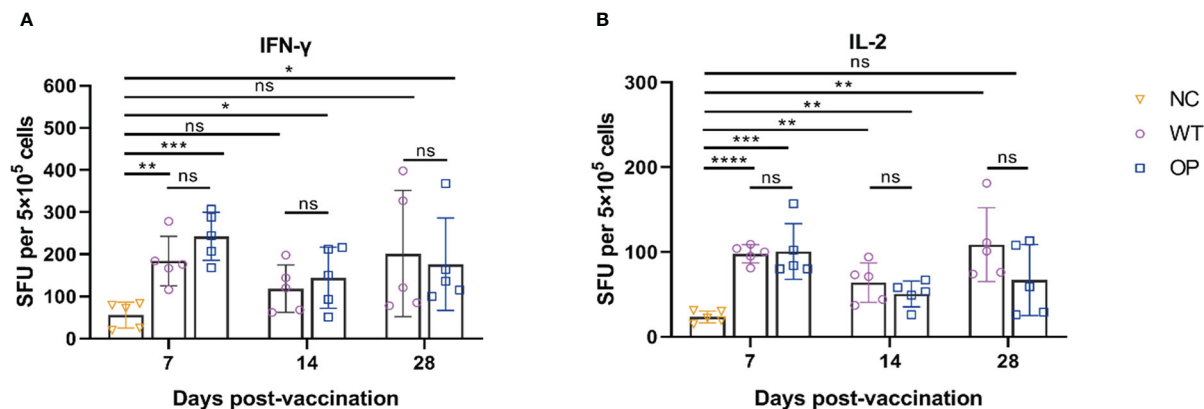 A
IFN-γ
SFU per 5×10⁵ cells
600
500
400
300
200
100
0
*
ns
*
ns
***
**
ns
ns
ns
7
14
28
Days post-vaccination
B
IL-2
SFU per 5×10⁵ cells
300
200
100
0
ns
**
**
**
***
****
ns
ns
ns
7
14
28
Days post-vaccination
NC
WT
OP